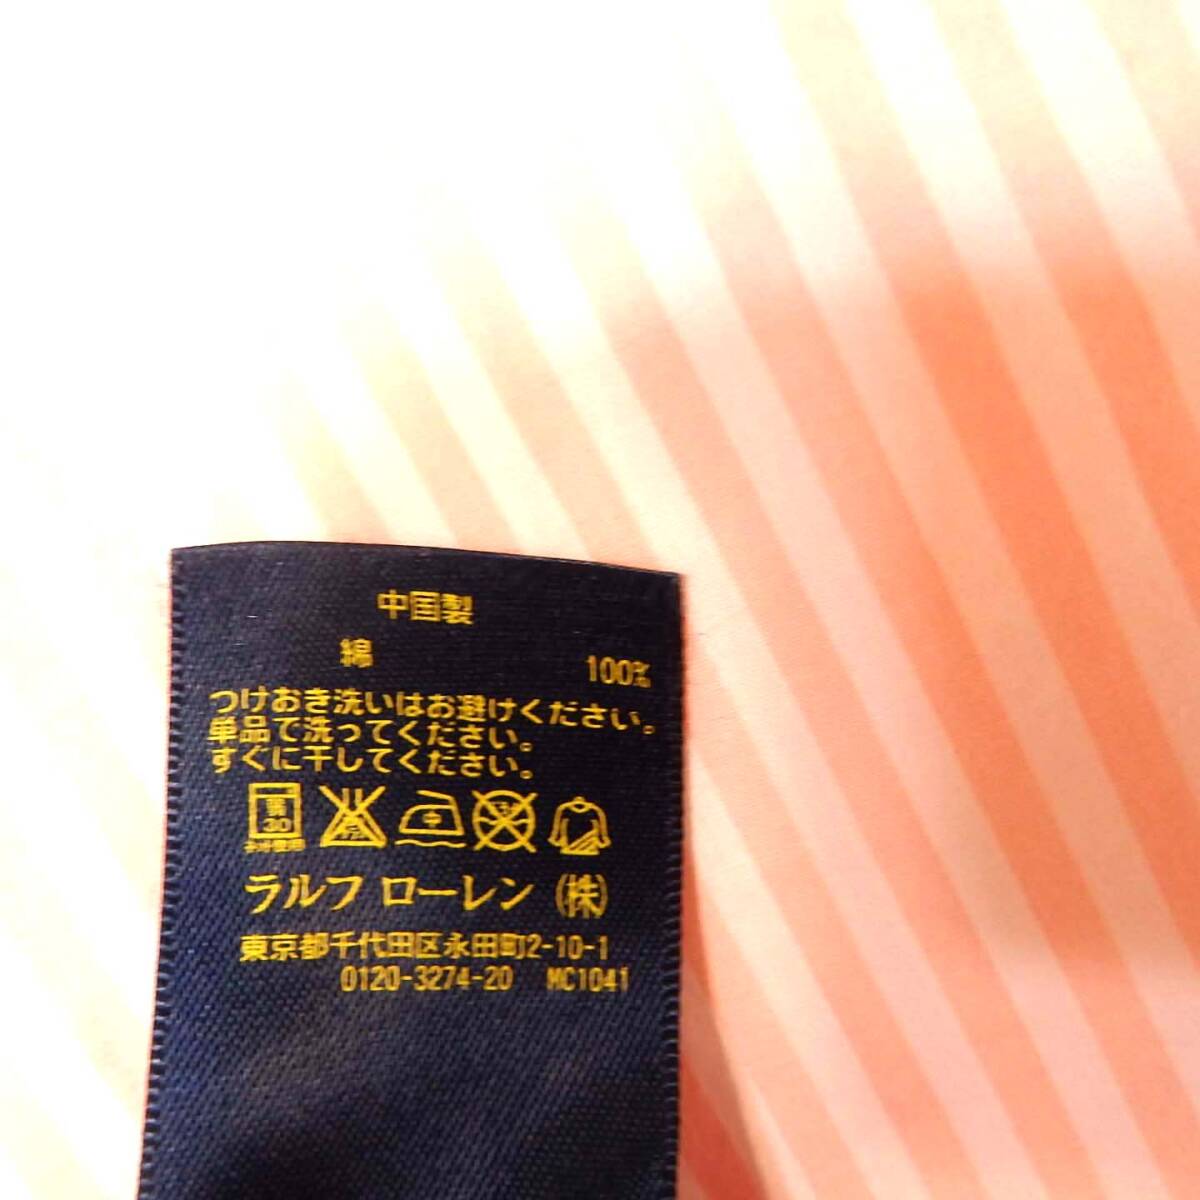 中国製
綿 100%
つけおき洗いはお避けください。
単品で洗ってください。
すぐに干してください。
30 中
ラルフ ローレン (株)
東京都千代田区永田町2-10-1
0120-3274-20 MC1041